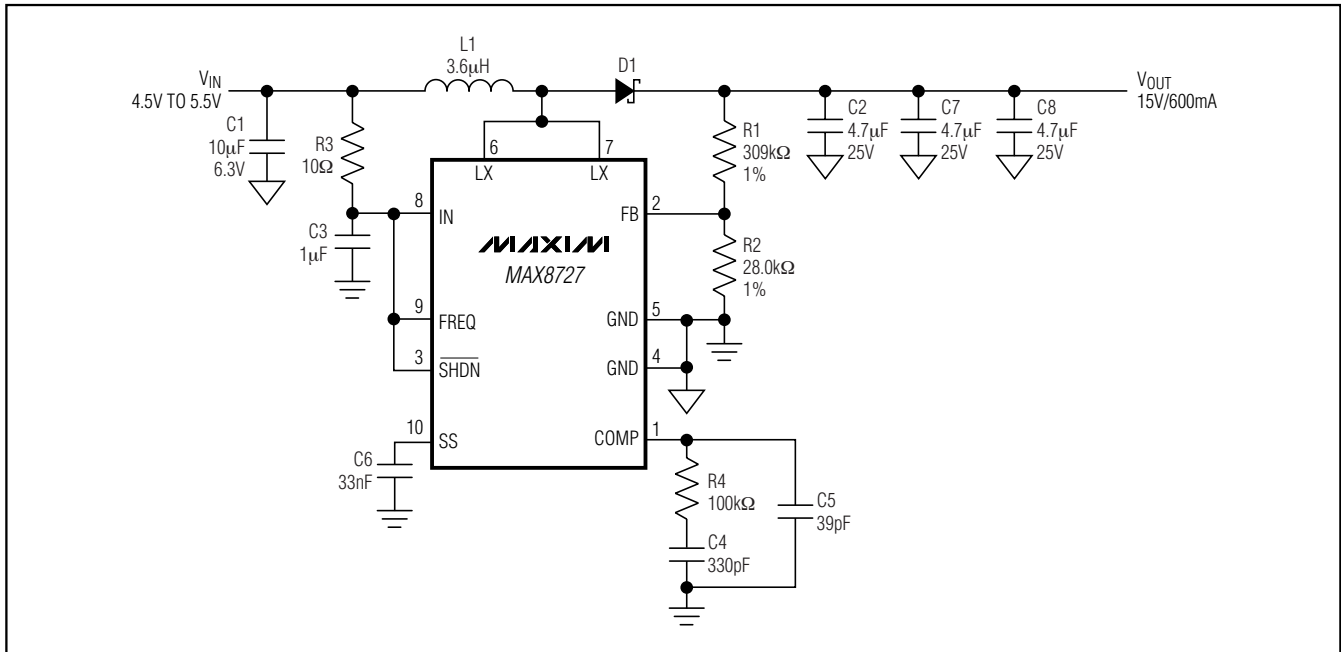 L1
3.6μH
D1
VIN
4.5V TO 5.5V
VOUT
15V/600mA
C1
10μF
6.3V
R3
10Ω
C2
4.7μF
25V
C7
4.7μF
25V
C8
4.7μF
25V
R1
309kΩ
1%
6
7
LX
LX
8
IN
2
FB
C3
1μF
MAXIM
MAX8727
R2
28.0kΩ
1%
9
FREQ
5
GND
3
SHDN
4
GND
10
SS
1
COMP
C6
33nF
R4
100kΩ
C5
39pF
C4
330pF